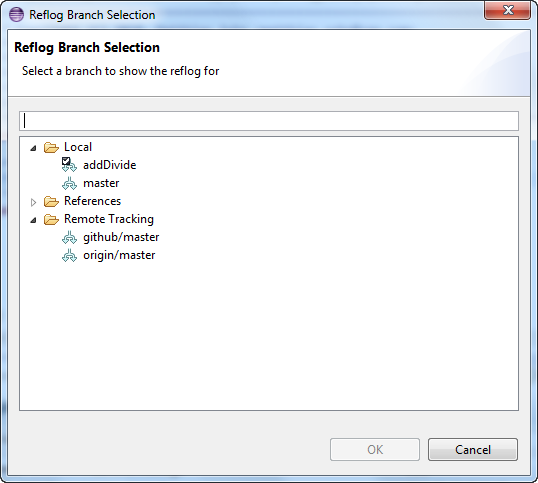 Reflog Branch Selection
Reflog Branch Selection
Select a branch to show the reflog for
Local
addDivide
master
References
Remote Tracking
github/master
origin/master
OK
Cancel